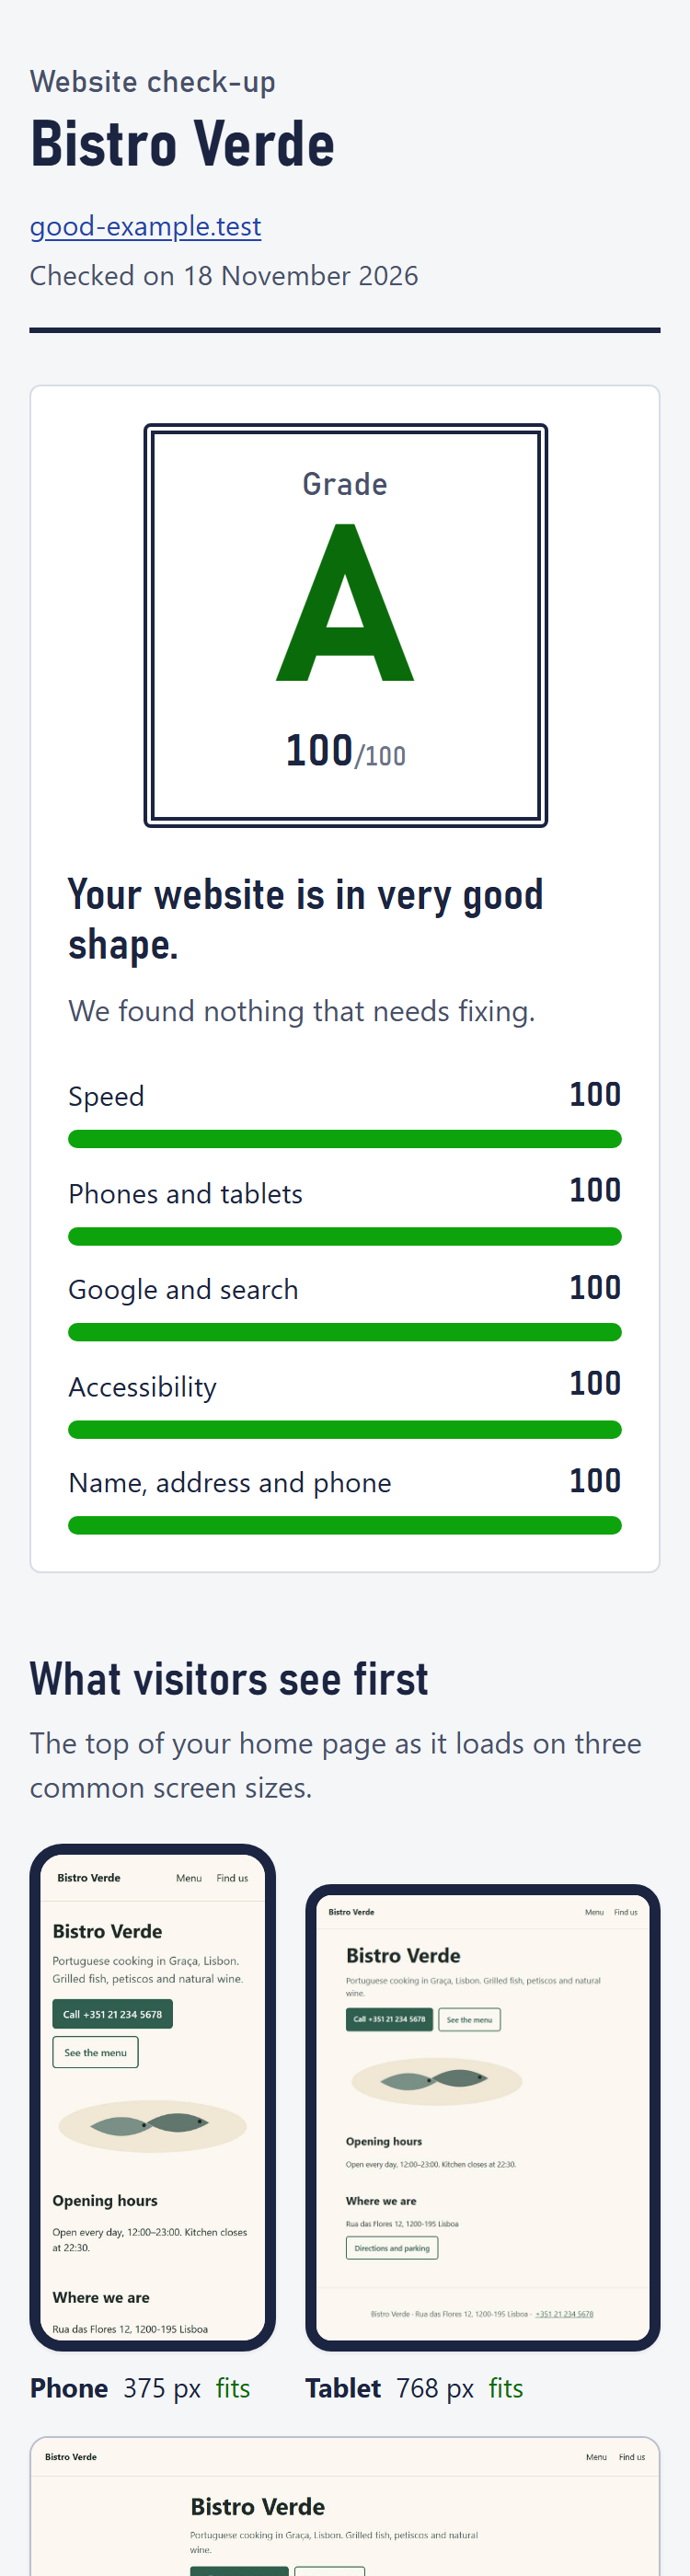 Website check-up
Bistro Verde
good-example.test
Checked on 18 November 2026
Grade
A
100/100
Your website is in very good
shape.
We found nothing that needs fixing.
Speed 100
Phones and tablets 100
Google and search 100
Accessibility 100
Name, address and phone 100
What visitors see first
The top of your home page as it loads on three
common screen sizes.
Bistro Verde Menu Find us
Bistro Verde
Portuguese cooking in Graça, Lisbon.
Grilled fish, petiscos and natural wine.
Call +351 21 234 5678
See the menu
Opening hours
Open every day, 12:00–23:00. Kitchen closes
at 22:30.
Where we are
Rua das Flores 12, 1200-195 Lisboa
Phone 375 px fits
Bistro Verde Menu Find us
Bistro Verde
Portuguese cooking in Graça, Lisbon. Grilled fish, petiscos and natural
wine.
Call +351 21 234 5678 See the menu
Opening hours
Open every day, 12:00–23:00. Kitchen closes at 22:30.
Where we are
Rua das Flores 12, 1200-195 Lisboa
Directions and parking
Bistro Verde · Rua das Flores 12, 1200-195 Lisboa · +351 21 234 5678
Tablet 768 px fits
Bistro Verde Menu Find us
Bistro Verde
Portuguese cooking in Graça, Lisbon. Grilled fish, petiscos and natural
wine.